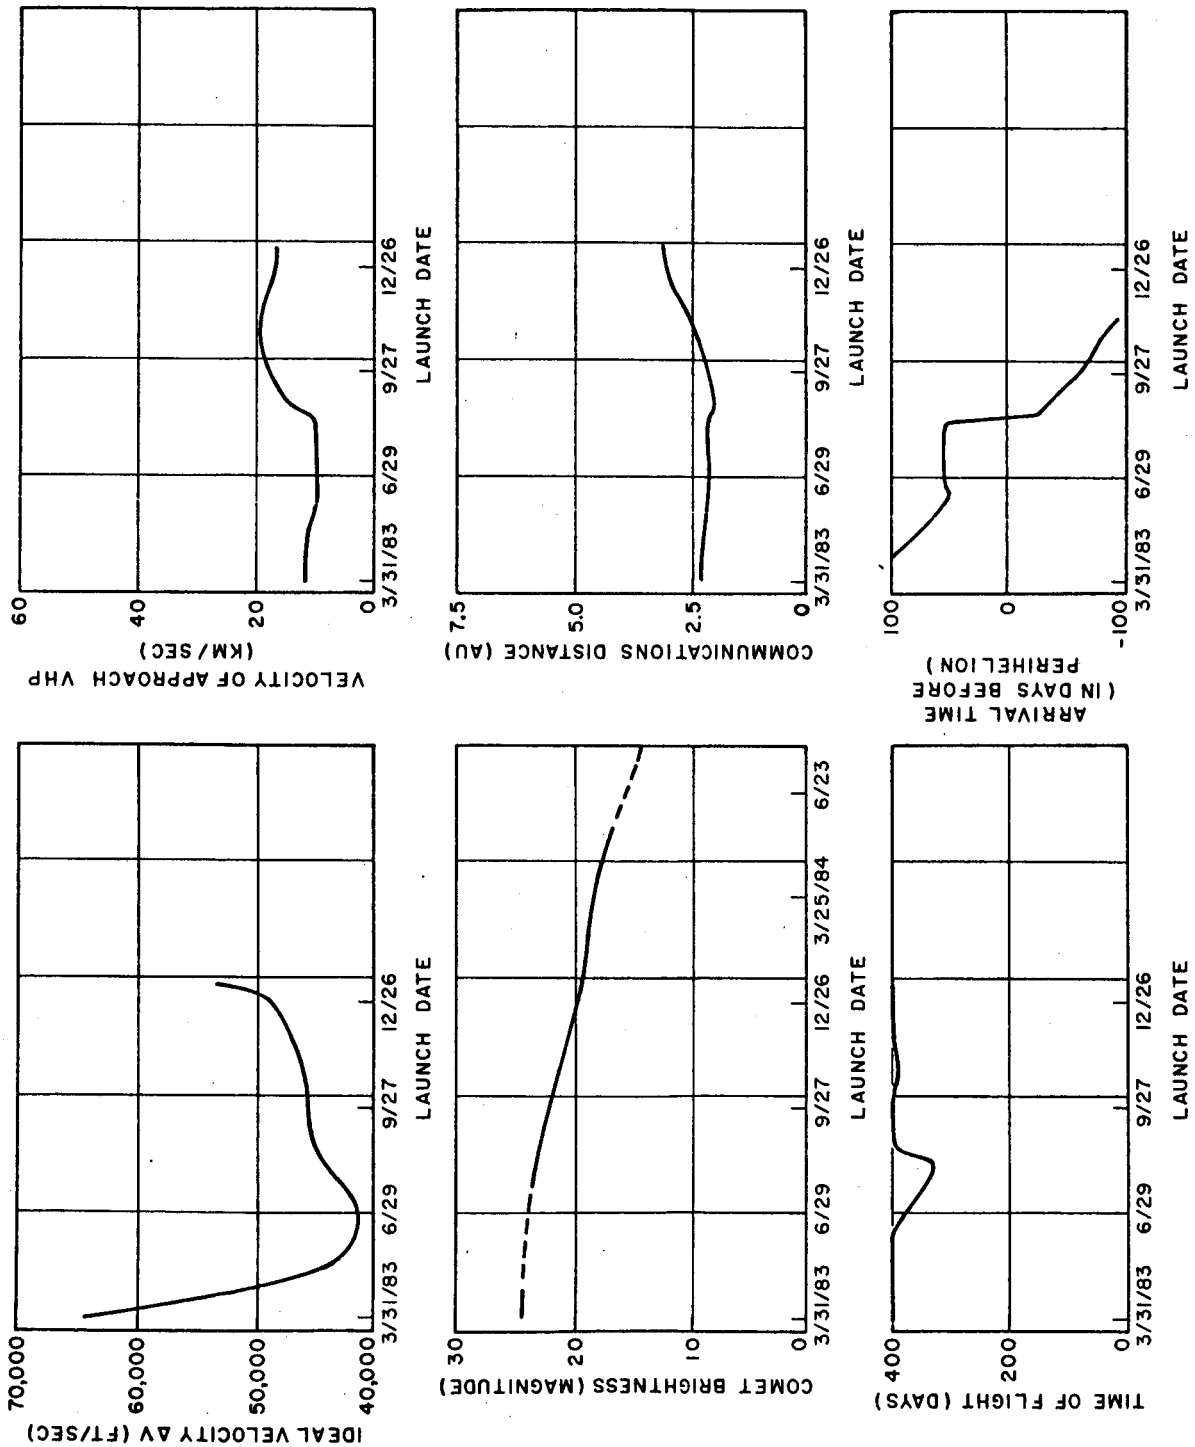 IDEAL VELOCITY ΔV (FT/SEC)
70,000
60,000
50,000
40,000
3/31/83 6/29 9/27 12/26
LAUNCH DATE
VELOCITY OF APPROACH VHP
(KM/SEC)
60
40
20
0
3/31/83 6/29 9/27 12/26
LAUNCH DATE
COMET BRIGHTNESS (MAGNITUDE)
30
20
10
0
3/31/83 6/29 9/27 12/26 3/25/84 6/23
LAUNCH DATE
COMMUNICATIONS DISTANCE (AU)
7.5
5.0
2.5
0
3/31/83 6/29 9/27 12/26
LAUNCH DATE
TIME OF FLIGHT (DAYS)
400
200
0
3/31/83 6/29 9/27 12/26
LAUNCH DATE
ARRIVAL TIME
(IN DAYS BEFORE
PERIHELION)
100
0
-100
3/31/83 6/29 9/27 12/26
LAUNCH DATE